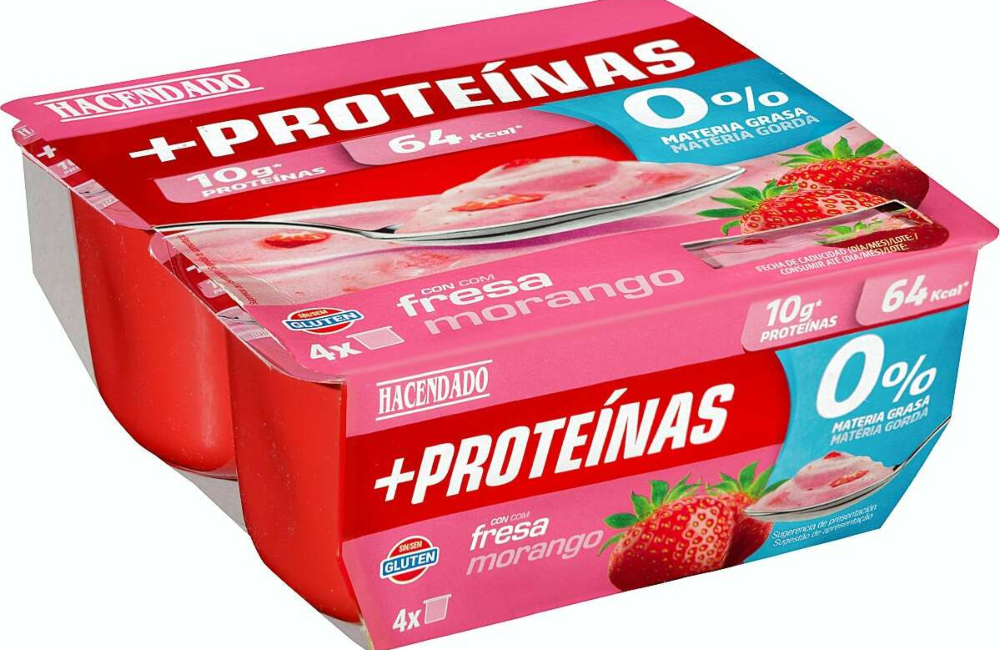 HACENDADO
+PROTEÍNAS
10g*
PROTEÍNAS
64 Kcal*
0%
MATERIA GRASA
MATÉRIA GORDA
CON COM
fresa
morango
FECHA DE CADUCIDAD (DÍA/MES)/LOTE: /
CONSUMIR ATÉ (DIA/MÊS)/LOTE:
SIN/SEM
GLUTEN
4x
HACENDADO
+PROTEÍNAS
10g*
PROTEÍNAS
64 Kcal*
0%
MATERIA GRASA
MATÉRIA GORDA
CON COM
fresa
morango
SIN/SEM
GLUTEN
4x
Sugerencia de presentación
Sugestão de apresentação